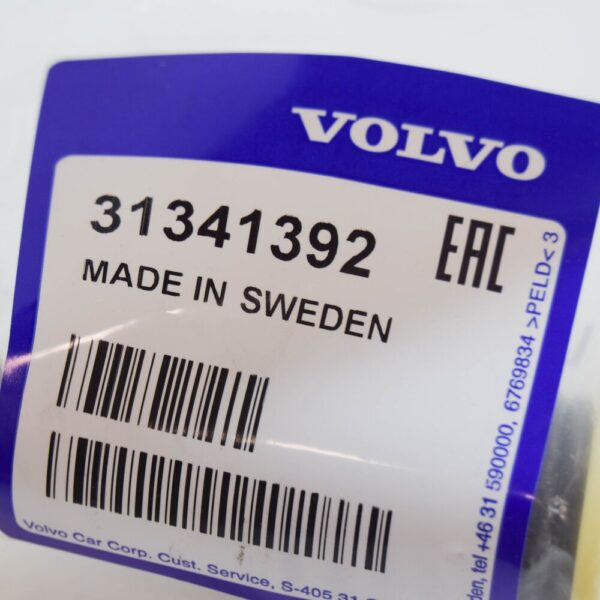 VOLVO
31341392
EAC
MADE IN SWEDEN
Volvo Car Corp. Cust. Service, S-405 31
tel +46 31 590000, 6769834 >PELD< 3